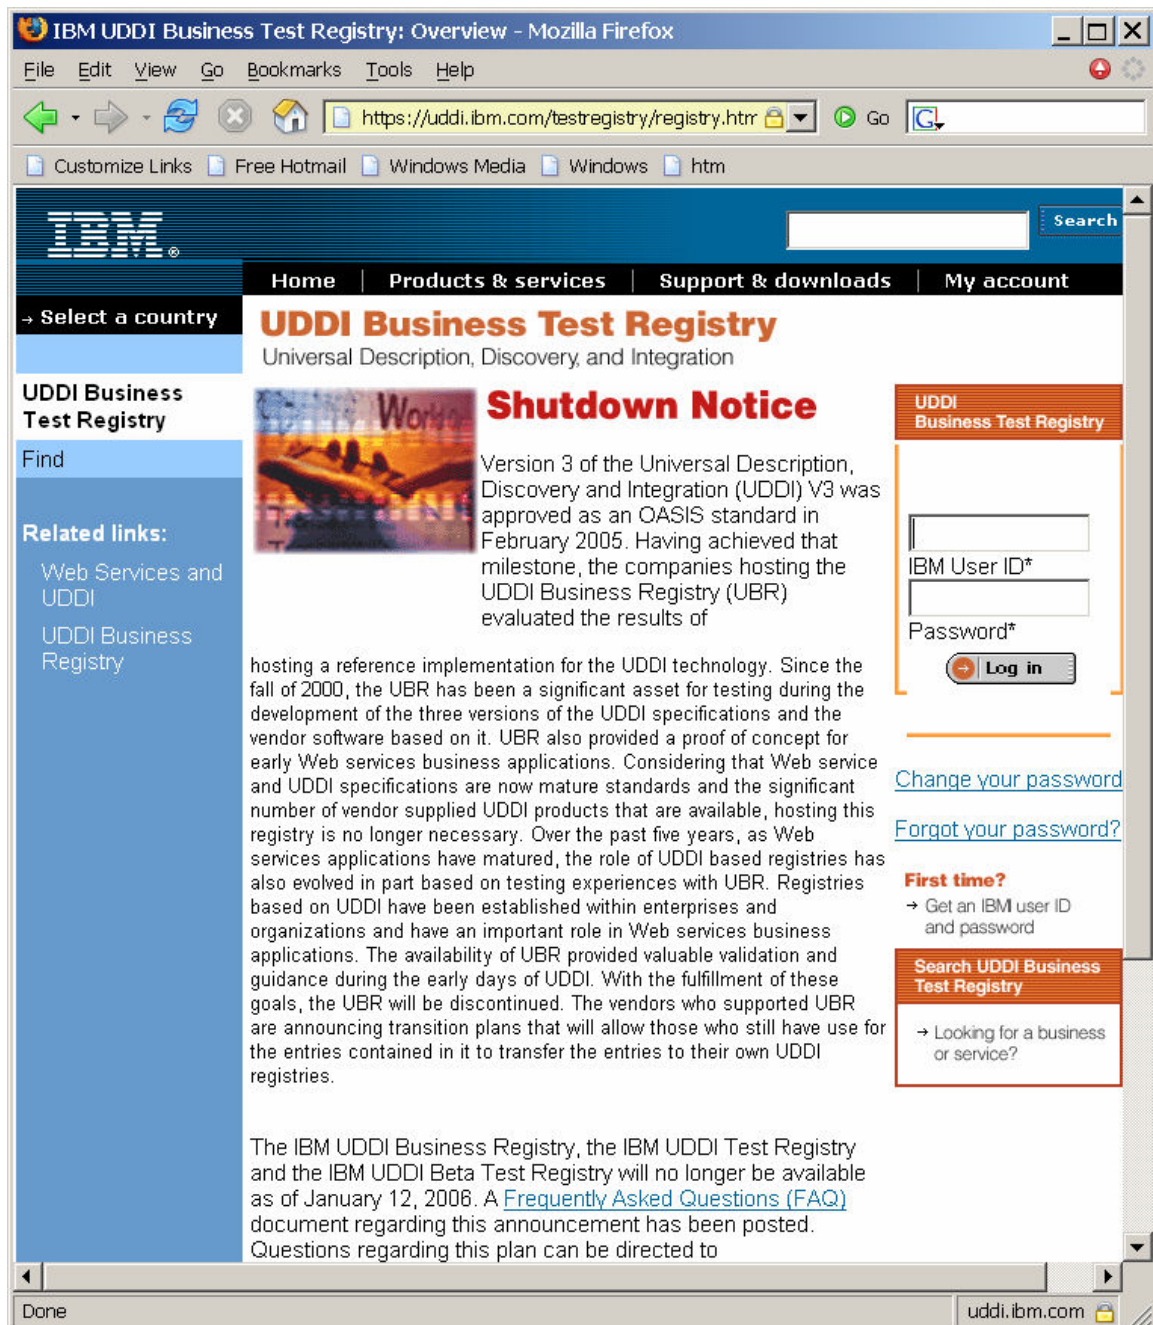 IBM UDDI Business Test Registry: Overview - Mozilla Firefox
File Edit View Go Bookmarks Tools Help
https://uddi.ibm.com/testregistry/registry.htm Go G
Customize Links Free Hotmail Windows Media Windows htm
IBM®
Search
Home | Products & services | Support & downloads | My account
→ Select a country
UDDI Business
Test Registry
Find
Related links:
Web Services and
UDDI
UDDI Business
Registry
UDDI Business Test Registry
Universal Description, Discovery, and Integration
Shutdown Notice
Version 3 of the Universal Description,
Discovery and Integration (UDDI) V3 was
approved as an OASIS standard in
February 2005. Having achieved that
milestone, the companies hosting the
UDDI Business Registry (UBR)
evaluated the results of
hosting a reference implementation for the UDDI technology. Since the
fall of 2000, the UBR has been a significant asset for testing during the
development of the three versions of the UDDI specifications and the
vendor software based on it. UBR also provided a proof of concept for
early Web services business applications. Considering that Web service
and UDDI specifications are now mature standards and the significant
number of vendor supplied UDDI products that are available, hosting this
registry is no longer necessary. Over the past five years, as Web
services applications have matured, the role of UDDI based registries has
also evolved in part based on testing experiences with UBR. Registries
based on UDDI have been established within enterprises and
organizations and have an important role in Web services business
applications. The availability of UBR provided valuable validation and
guidance during the early days of UDDI. With the fulfillment of these
goals, the UBR will be discontinued. The vendors who supported UBR
are announcing transition plans that will allow those who still have use for
the entries contained in it to transfer the entries to their own UDDI
registries.
The IBM UDDI Business Registry, the IBM UDDI Test Registry
and the IBM UDDI Beta Test Registry will no longer be available
as of January 12, 2006. A Frequently Asked Questions (FAQ)
document regarding this announcement has been posted.
Questions regarding this plan can be directed to
UDDI
Business Test Registry
IBM User ID*
Password*
Log in
Change your password
Forgot your password?
First time?
→ Get an IBM user ID
and password
Search UDDI Business
Test Registry
→ Looking for a business
or service?
Done
uddi.ibm.com